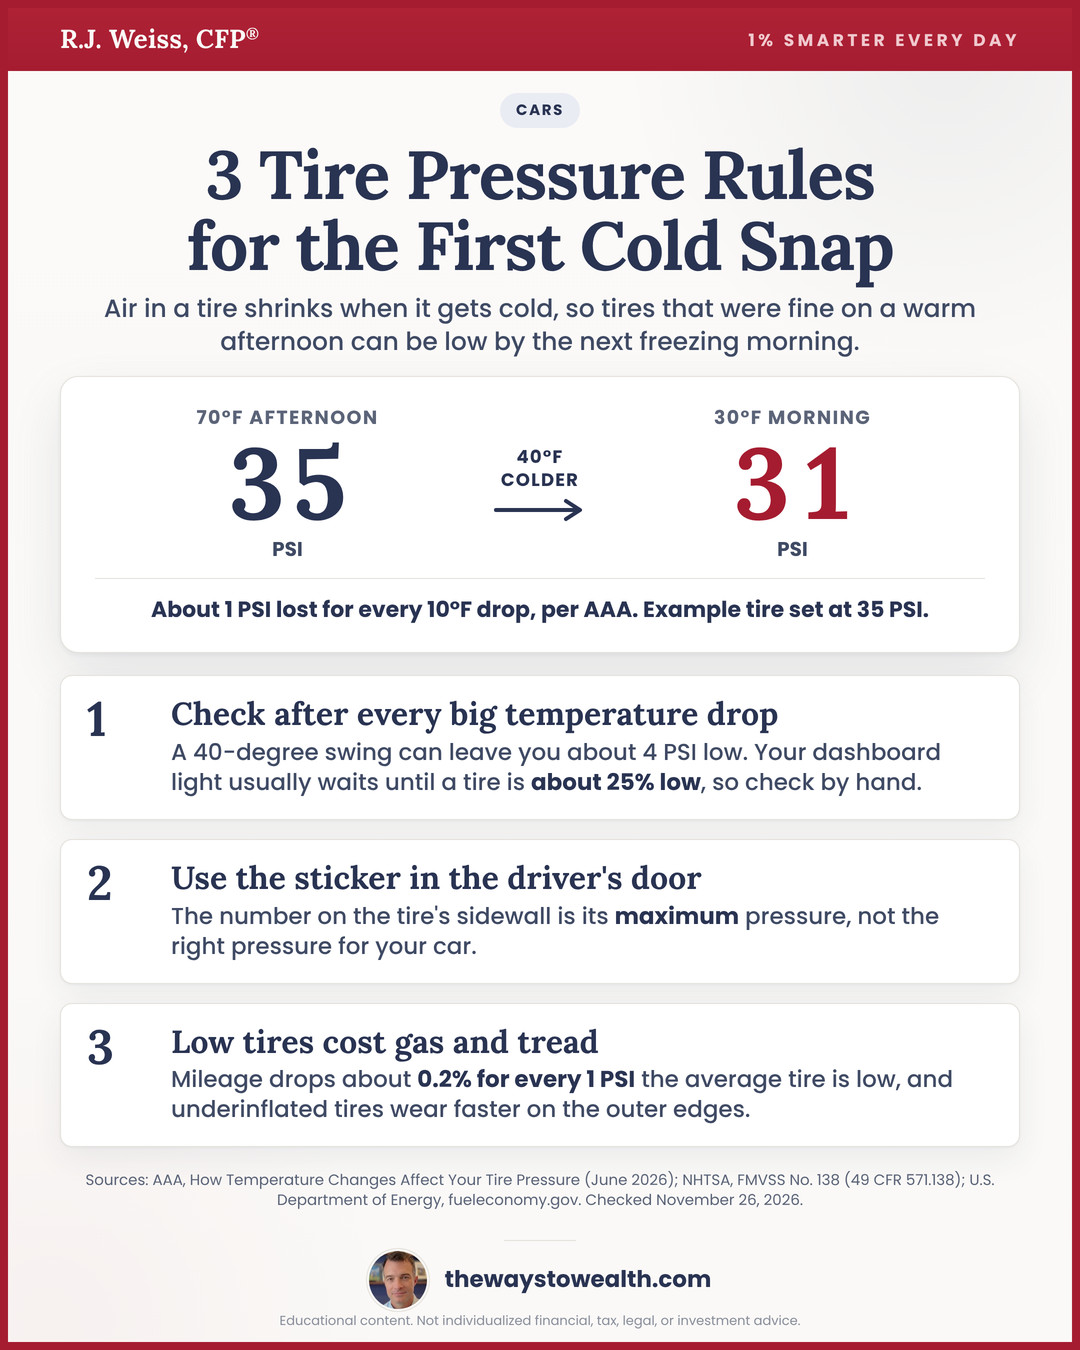 R.J. Weiss, CFP®
1% SMARTER EVERY DAY
CARS
3 Tire Pressure Rules
for the First Cold Snap
Air in a tire shrinks when it gets cold, so tires that were fine on a warm
afternoon can be low by the next freezing morning.
70°F AFTERNOON
35
PSI
40°F
COLDER
30°F MORNING
31
PSI
About 1 PSI lost for every 10°F drop, per AAA. Example tire set at 35 PSI.
1
Check after every big temperature drop
A 40-degree swing can leave you about 4 PSI low. Your dashboard
light usually waits until a tire is about 25% low, so check by hand.
2
Use the sticker in the driver's door
The number on the tire's sidewall is its maximum pressure, not the
right pressure for your car.
3
Low tires cost gas and tread
Mileage drops about 0.2% for every 1 PSI the average tire is low, and
underinflated tires wear faster on the outer edges.
Sources: AAA, How Temperature Changes Affect Your Tire Pressure (June 2026); NHTSA, FMVSS No. 138 (49 CFR 571.138); U.S.
Department of Energy, fueleconomy.gov. Checked November 26, 2026.
thewaystowealth.com
Educational content. Not individualized financial, tax, legal, or investment advice.